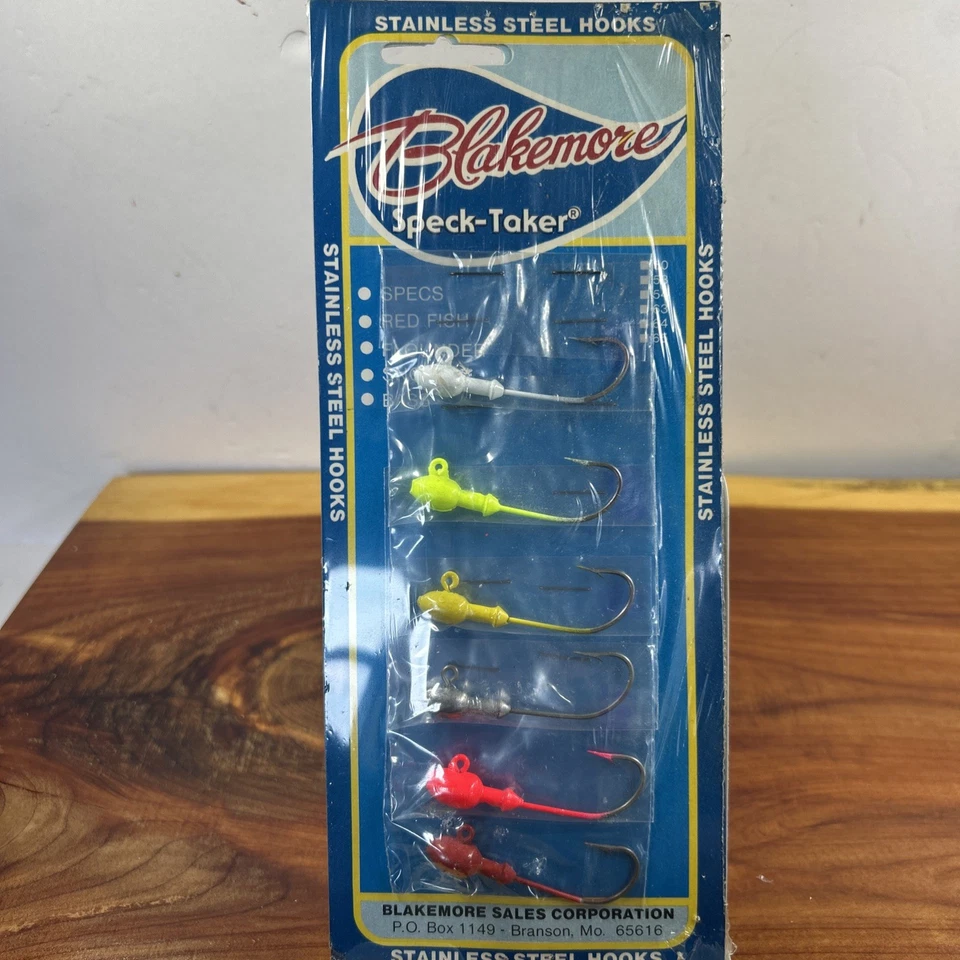 STAINLESS STEEL HOOKS
Blakemore
Speck-Taker®
STAINLESS STEEL HOOKS
STAINLESS STEEL HOOKS
SPECS
RED FISH
FLOUNDER
BLAKEMORE SALES CORPORATION
P.O. Box 1149 - Branson, Mo. 65616
STAINLESS STEEL HOOKS